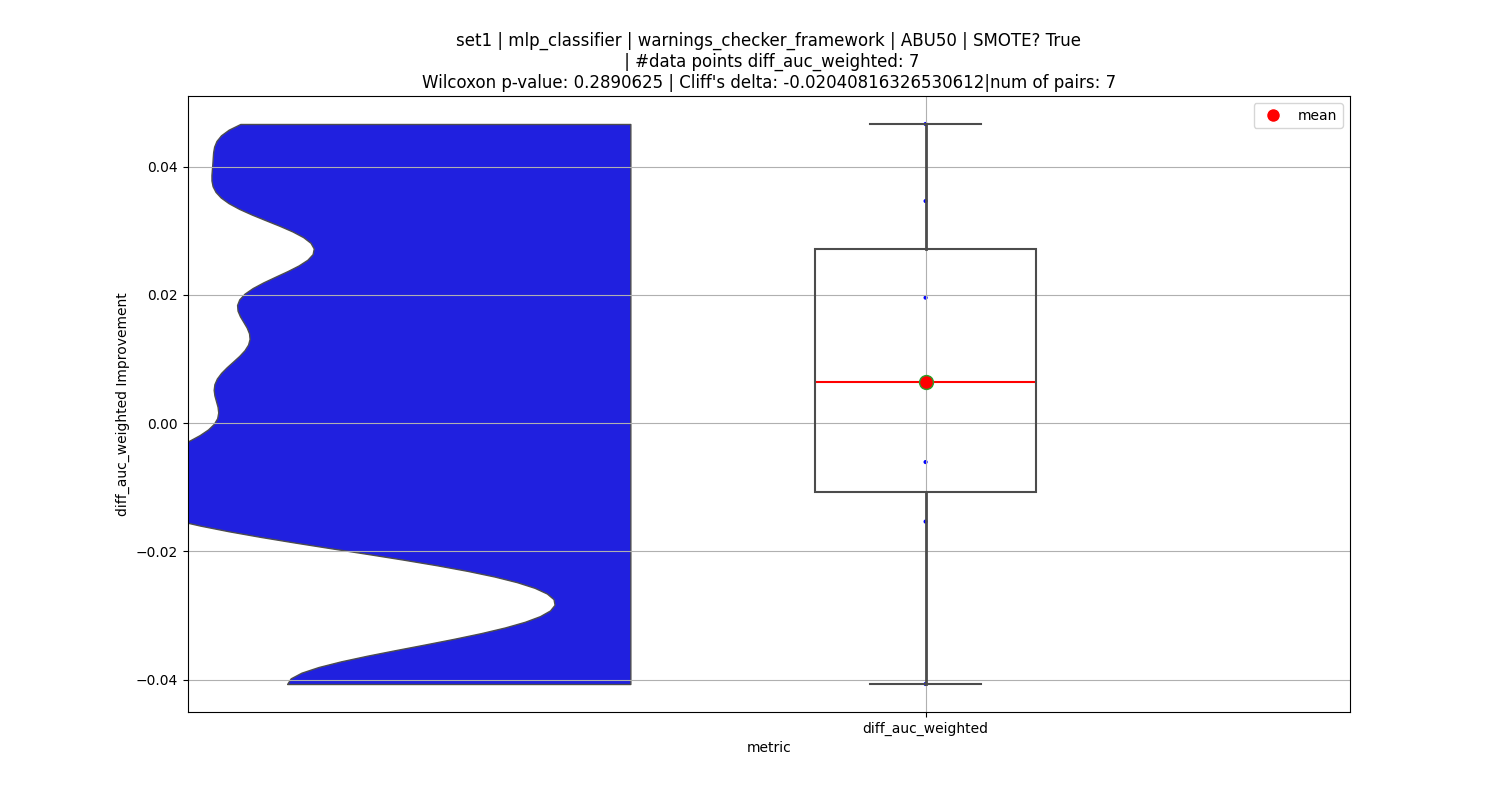 set1 | mlp_classifier | warnings_checker_framework | ABU50 | SMOTE? True
| #data points diff_auc_weighted: 7
Wilcoxon p-value: 0.2890625 | Cliff's delta: -0.02040816326530612|num of pairs: 7
mean
0.04
0.02
0.00
−0.02
−0.04
diff_auc_weighted Improvement
diff_auc_weighted
metric